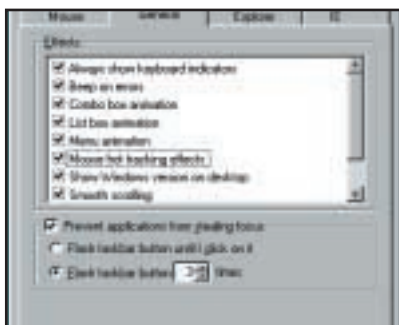 Mouse General Explorer IE
Effects
Always show keyboard indicators
Beep on errors
Combo box animation
List box animation
Menu animation
Mouse hot tracking effects
Show Windows version on desktop
Smooth scrolling
Prevent applications from stealing focus
Flash taskbar button until I click on it
Flash taskbar button 3 times